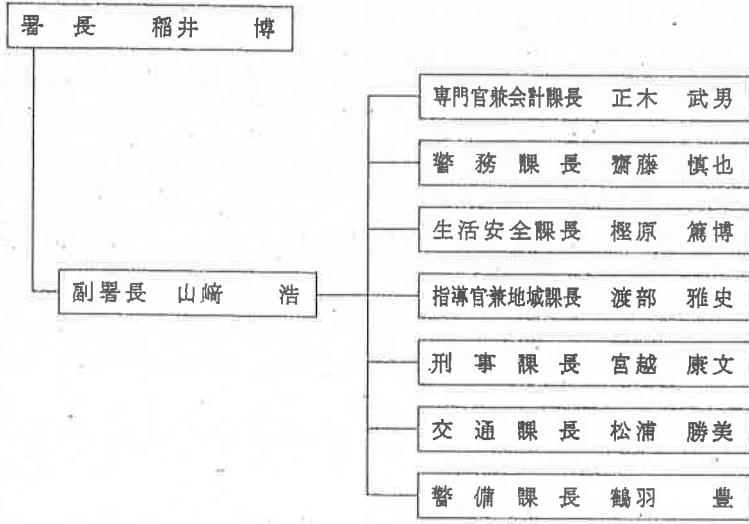 署長 稲井 博
専門官兼会計課長 正木 武男
警務課長 齋藤 慎也
生活安全課長 樫原 篤博
副署長 山﨑 浩
指導官兼地域課長 渡部 雅史
刑事課長 宮越 康文
交通課長 松浦 勝美
警備課長 鶴羽 豊